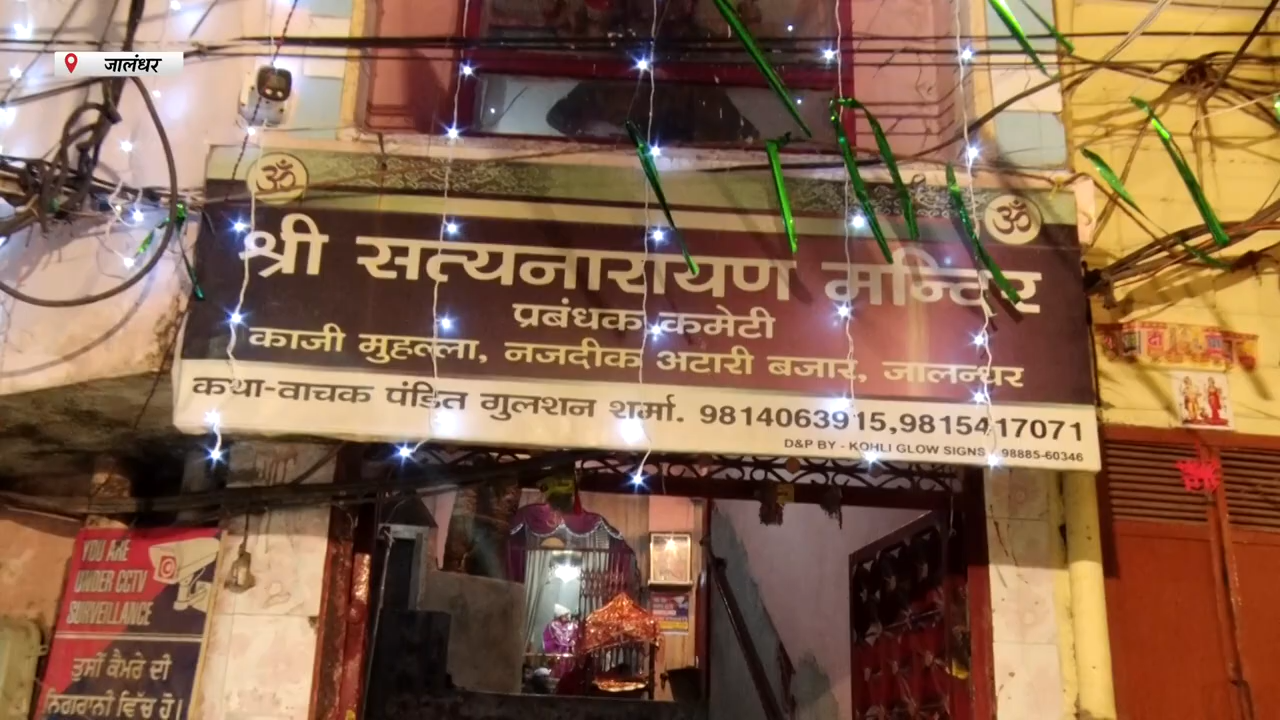 जालंधर
ॐ ॐ
श्री सत्यनारायण मन्दिर
प्रबंधक कमेटी
काजी मुहल्ला, नजदीक अटारी बजार, जालन्धर
कथा-वाचक पंडित गुलशन शर्मा. 9814063915,9815417071
D&P BY - KOHLI GLOW SIGNS 98885-60346
YOU ARE
UNDER CCTV
SURVEILLANCE
ਤੁਸੀਂ ਕੈਮਰੇ ਦੀ
ਨਿਗਰਾਨੀ ਵਿੱਚ ਹੋ।